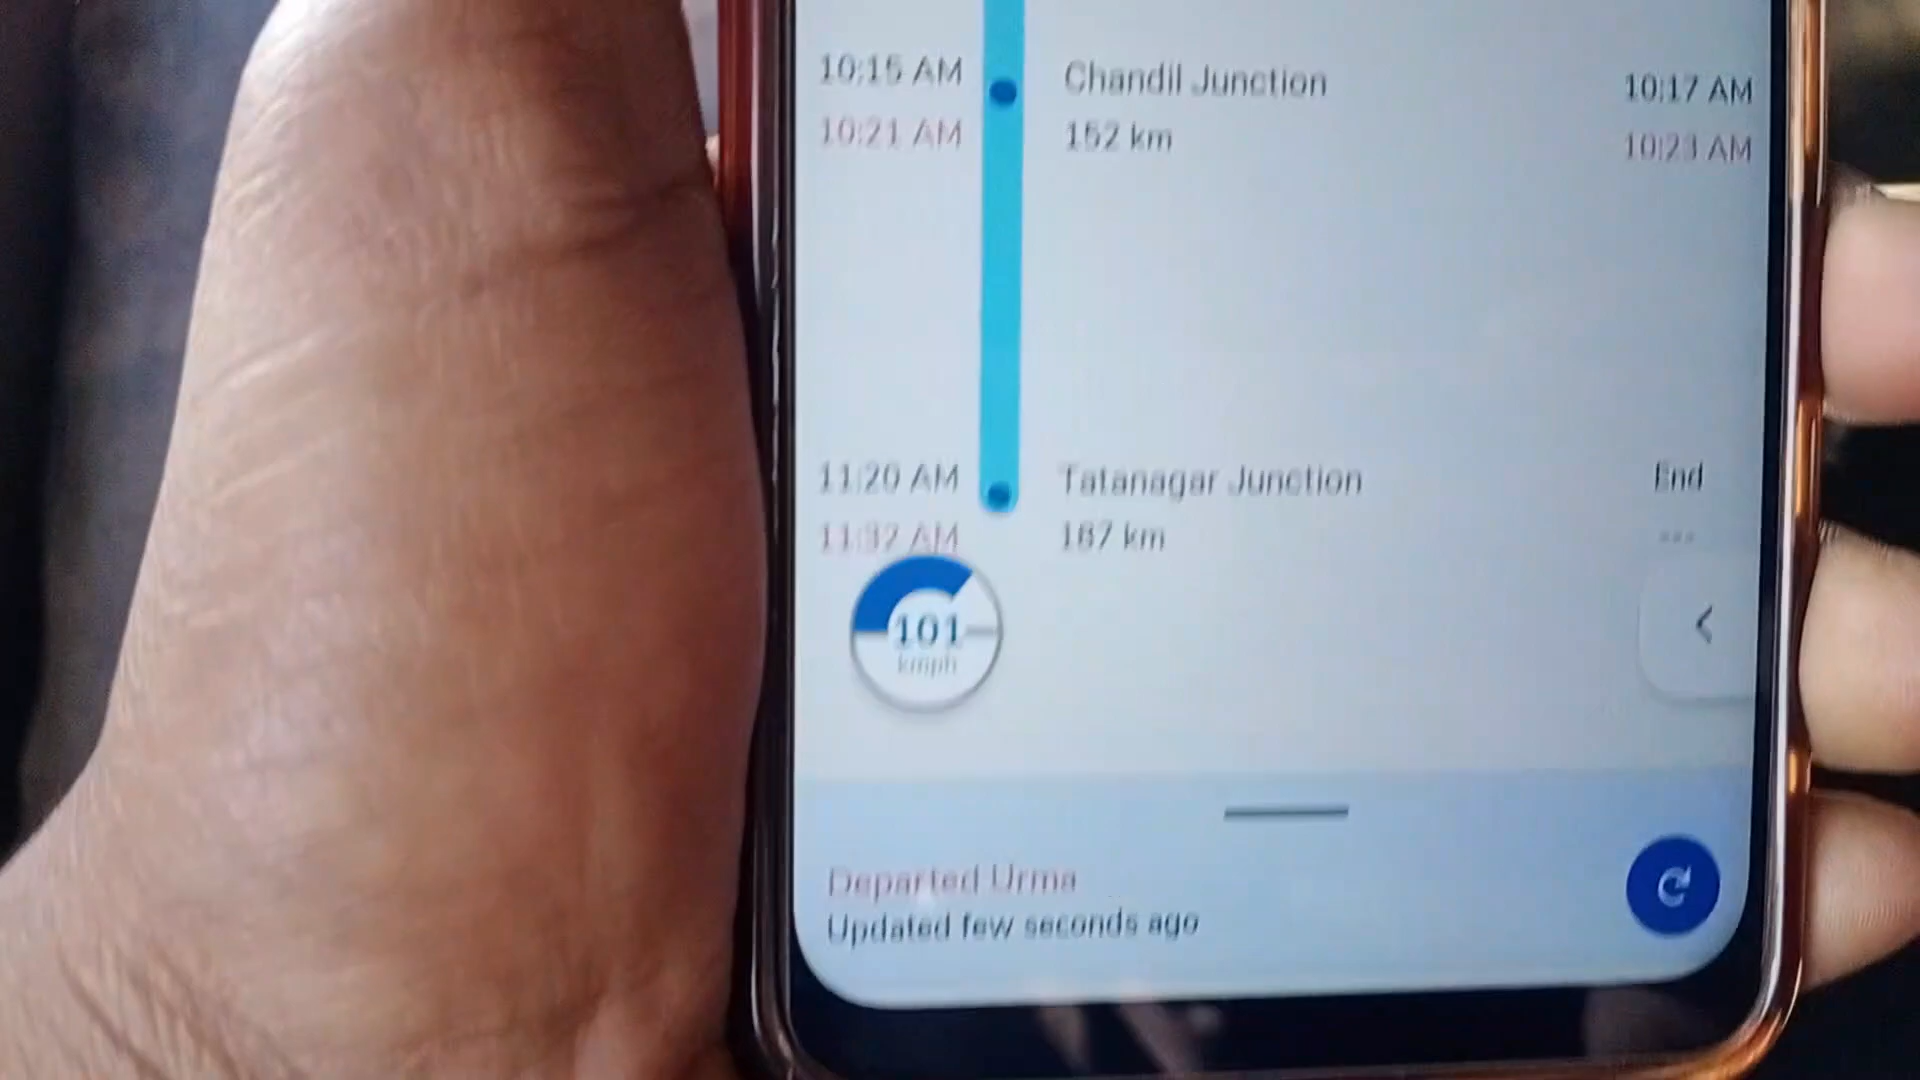 10:15 AM Chandil Junction 10:17 AM
10:21 AM 152 km 10:23 AM
11:20 AM Tatanagar Junction End
11:32 AM 187 km ---
101
kmph
Departed Urma
Updated few seconds ago